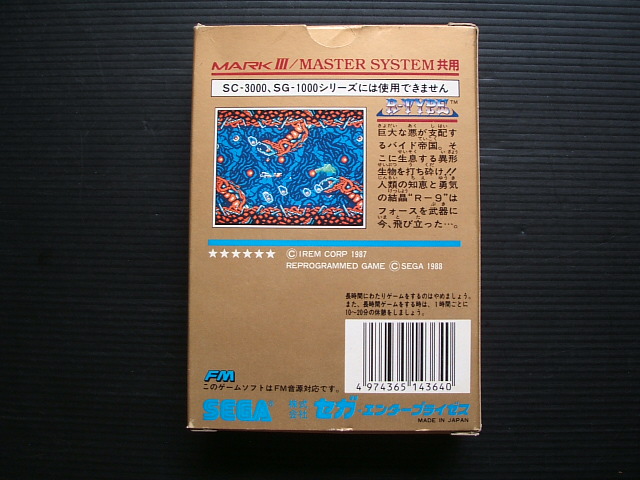 MARK III / MASTER SYSTEM共用
SC-3000、SG-1000シリーズには使用できません
R-TYPE™
巨大な悪が支配す
るバイド帝国。そ
こに生息する異形
生物を打ち砕け!!
人類の知恵と勇気
の結晶"R-9"は
フォースを武器に
今、飛び立った…。
★★★★★★
©IREM CORP 1987
REPROGRAMMED GAME ©SEGA 1988
長時間にわたりゲームをするのはやめましょう。
また、長時間ゲームをする時は、1時間ごとに
10〜20分の休憩をしましょう。
4 974365 143640
FM
このゲームソフトはFM音源対応です。
SEGA 株式会社 セガ・エンタープライゼス
MADE IN JAPAN